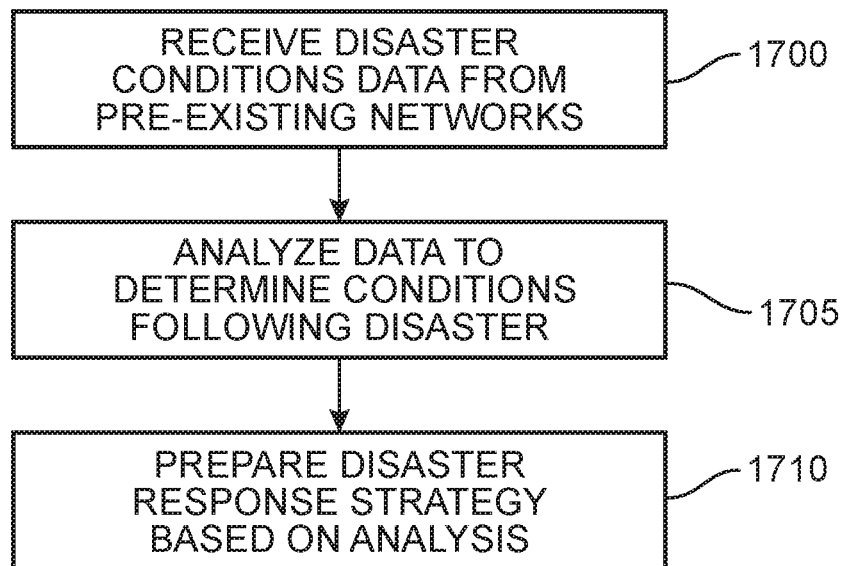 RECEIVE DISASTER
CONDITIONS DATA FROM
PRE-EXISTING NETWORKS
1700
ANALYZE DATA TO
DETERMINE CONDITIONS
FOLLOWING DISASTER
1705
PREPARE DISASTER
RESPONSE STRATEGY
BASED ON ANALYSIS
1710